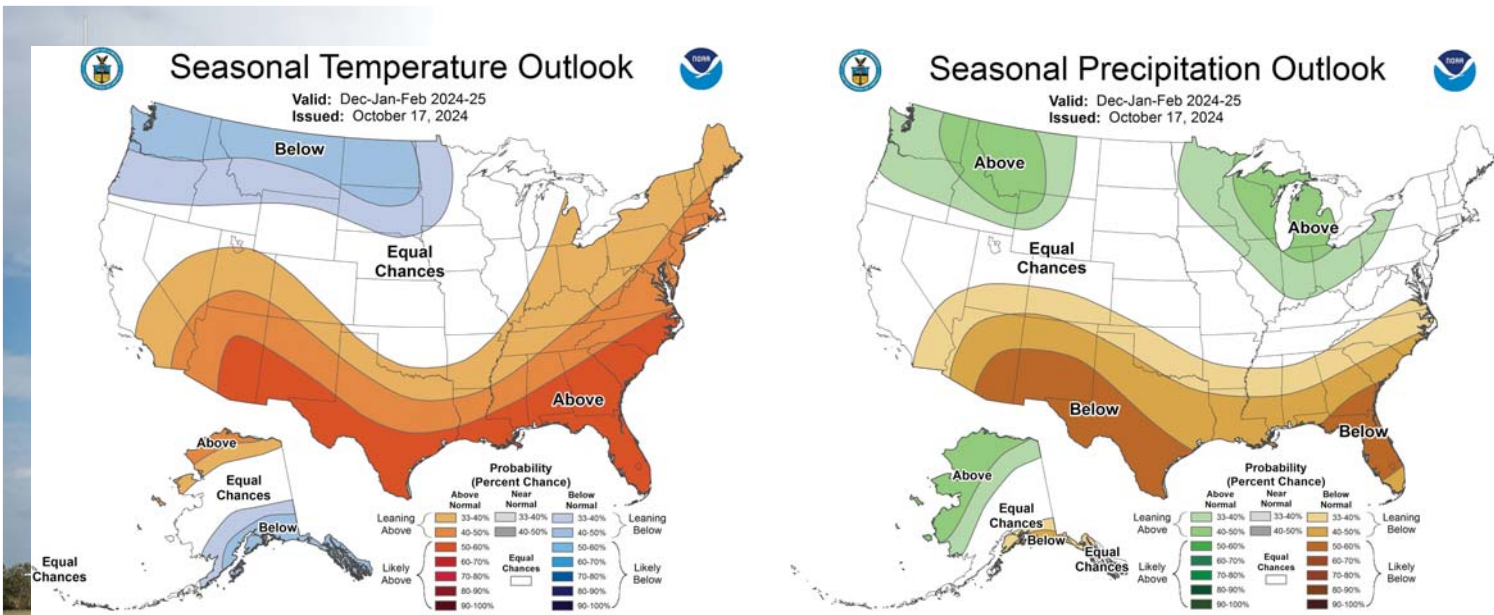 Seasonal Temperature Outlook
Valid: Dec-Jan-Feb 2024-25
Issued: October 17, 2024
Below
Equal
Chances
Above
Above
Equal
Chances
Below
Equal
Chances
Probability
(Percent Chance)
Above
Normal
Near
Normal
Below
Normal
Leaning
Above
33-40% 33-40% 33-40%
40-50% 40-50% 40-50%
Leaning
Below
Likely
Above
50-60% 50-60%
60-70% 60-70%
70-80% 70-80%
80-90% 80-90%
90-100% 90-100%
Equal
Chances
Likely
Below
Seasonal Precipitation Outlook
NOAA
NOAA
Valid: Dec-Jan-Feb 2024-25
Issued: October 17, 2024
Above
Above
Equal
Chances
Below
Below
Above
Equal
Chances
Below
Equal
Chances
Probability
(Percent Chance)
Above
Normal
Near
Normal
Below
Normal
Leaning
Above
33-40% 33-40% 33-40%
40-50% 40-50% 40-50%
Leaning
Below
Likely
Above
50-60% 50-60%
60-70% 60-70%
70-80% 70-80%
80-90% 80-90%
90-100% 90-100%
Equal
Chances
Likely
Below